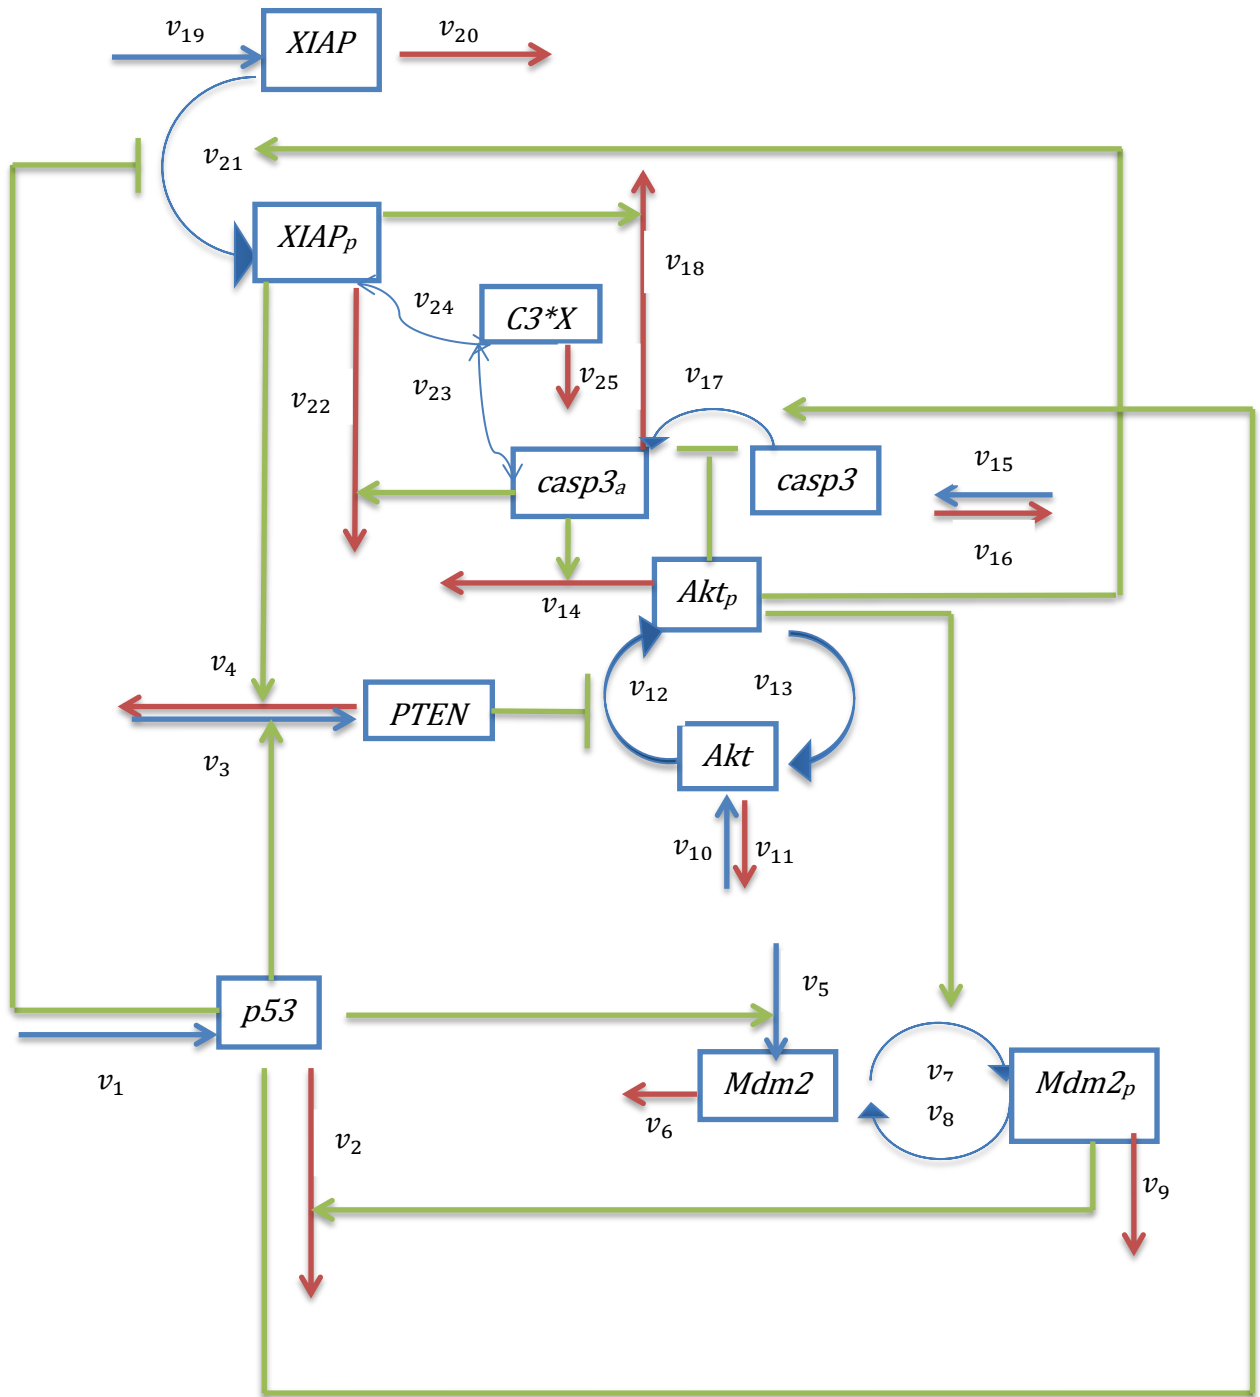 v₁₉
XIAP
v₂₀
v₂₁
XIAPₚ
v₁₈
v₂₄
C3*X
v₂₅
v₁₇
v₂₂
v₂₃
casp3ₐ
casp3
v₁₅
v₁₆
Aktₚ
v₁₄
v₄
v₁₂
v₁₃
PTEN
v₃
Akt
v₁₀
v₁₁
v₅
p53
v₁
Mdm2
v₇
v₈
Mdm2ₚ
v₆
v₂
v₉